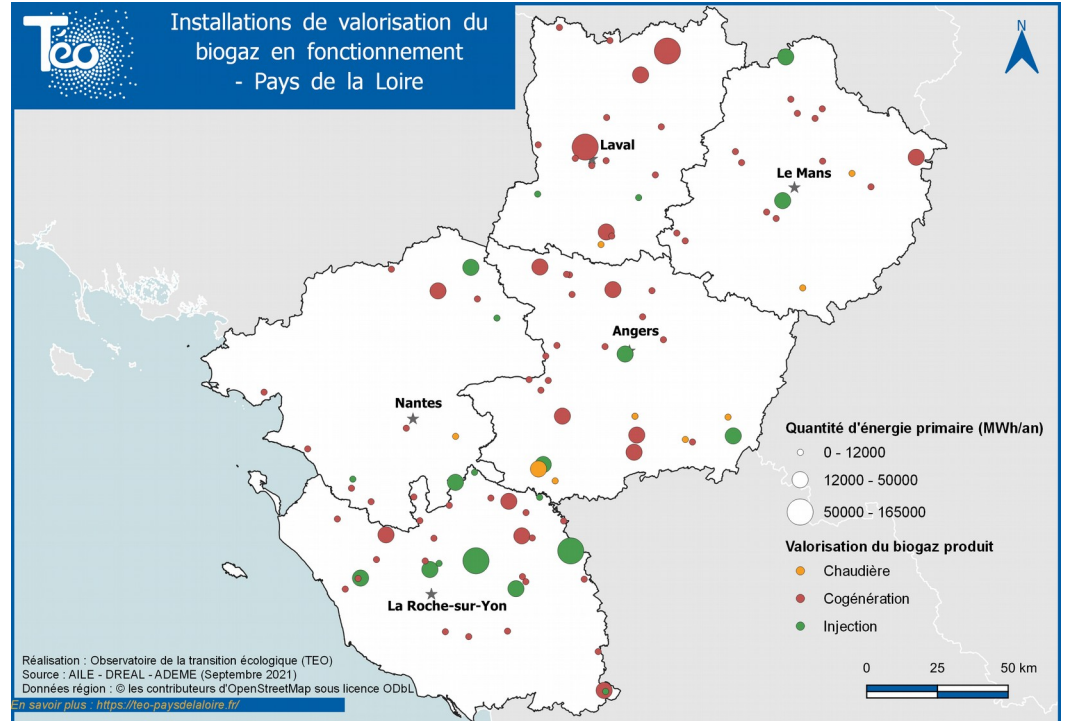 TÉO
Installations de valorisation du
biogaz en fonctionnement
- Pays de la Loire
N
Laval
Le Mans
Angers
Nantes
La Roche-sur-Yon
Quantité d'énergie primaire (MWh/an)
0 - 12000
12000 - 50000
50000 - 165000
Valorisation du biogaz produit
Chaudière
Cogénération
Injection
0 25 50 km
Réalisation : Observatoire de la transition écologique (TEO)
Source : AILE - DREAL - ADEME (Septembre 2021)
Données région : © les contributeurs d'OpenStreetMap sous licence ODbL
En savoir plus : https://teo-paysdelaloire.fr/